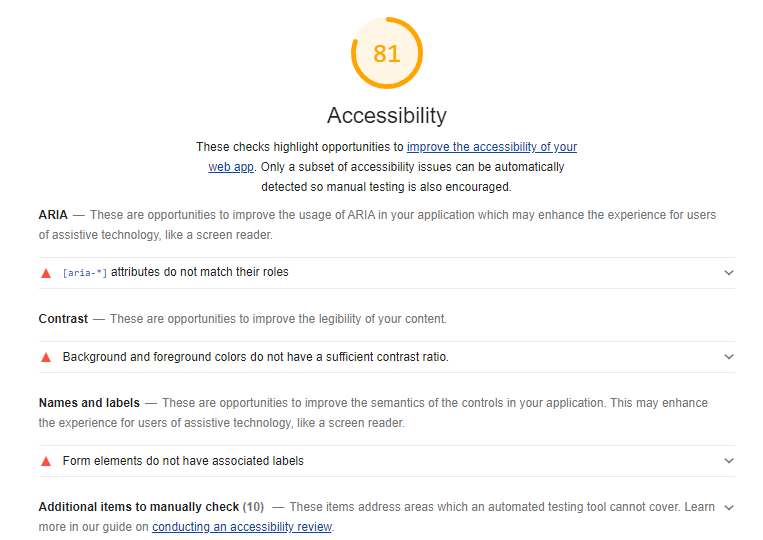 81
Accessibility
These checks highlight opportunities to improve the accessibility of your
web app. Only a subset of accessibility issues can be automatically
detected so manual testing is also encouraged.
ARIA — These are opportunities to improve the usage of ARIA in your application which may enhance the experience for users
of assistive technology, like a screen reader.
[aria-*] attributes do not match their roles
Contrast — These are opportunities to improve the legibility of your content.
Background and foreground colors do not have a sufficient contrast ratio.
Names and labels — These are opportunities to improve the semantics of the controls in your application. This may enhance
the experience for users of assistive technology, like a screen reader.
Form elements do not have associated labels
Additional items to manually check (10) — These items address areas which an automated testing tool cannot cover. Learn
more in our guide on conducting an accessibility review.